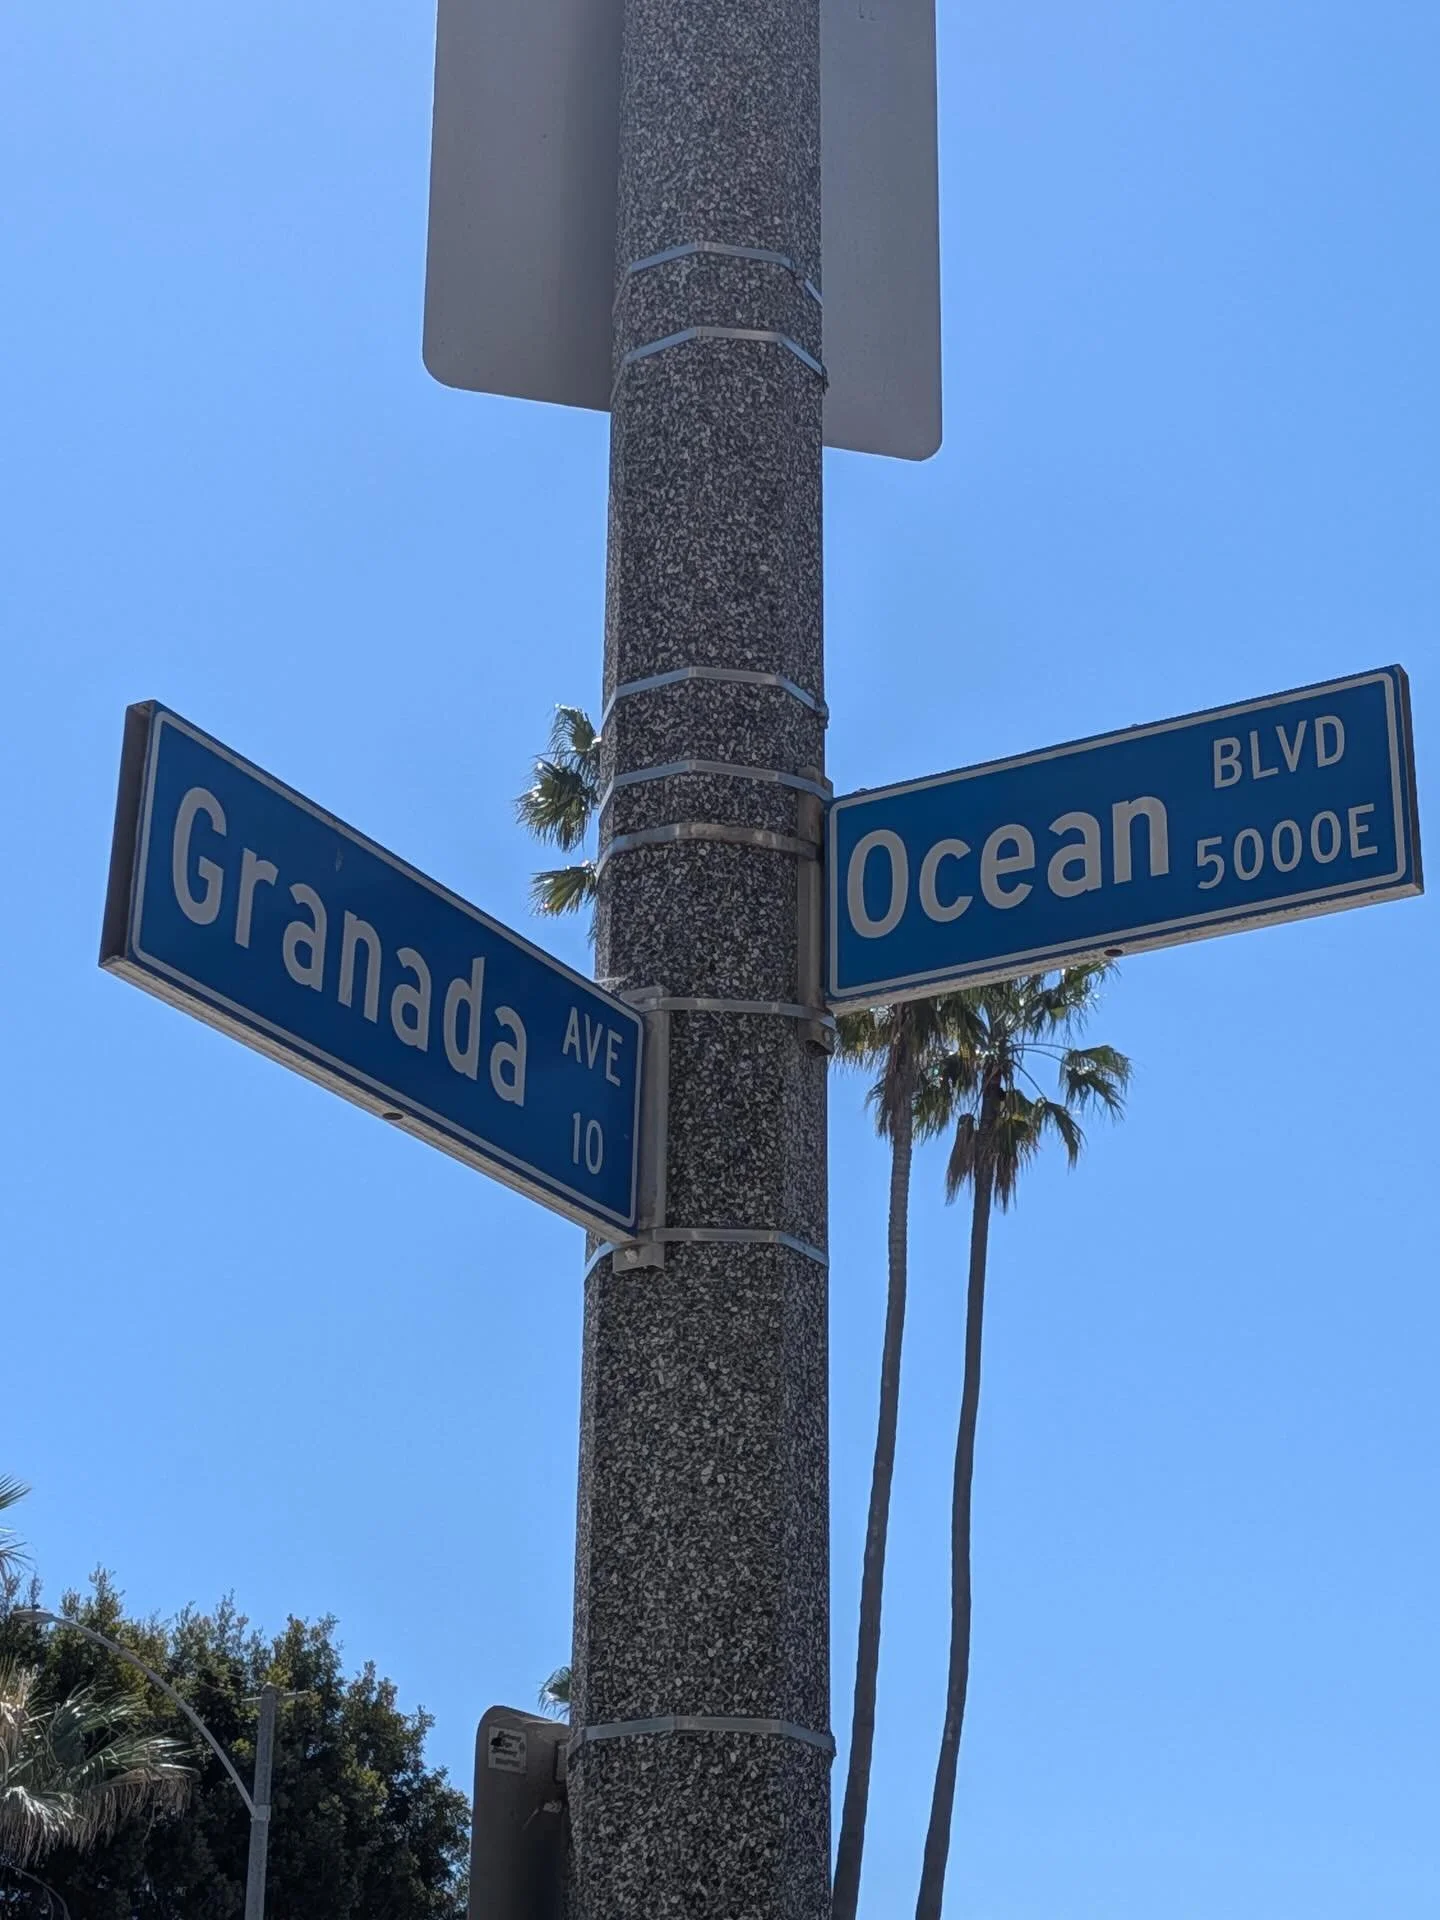 Granada AVE
10
Ocean BLVD
5000E